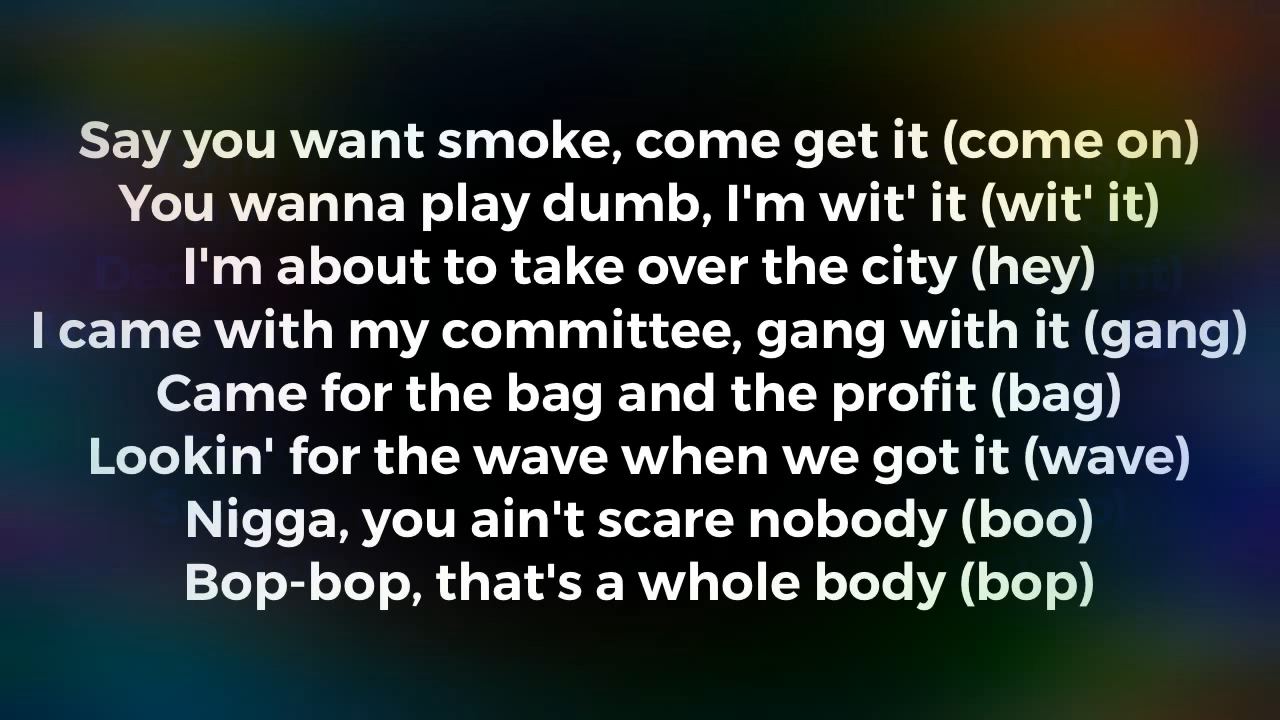 Say you want smoke, come get it (come on)
You wanna play dumb, I'm wit' it (wit' it)
I'm about to take over the city (hey)
I came with my committee, gang with it (gang)
Came for the bag and the profit (bag)
Lookin' for the wave when we got it (wave)
Nigga, you ain't scare nobody (boo)
Bop-bop, that's a whole body (bop)